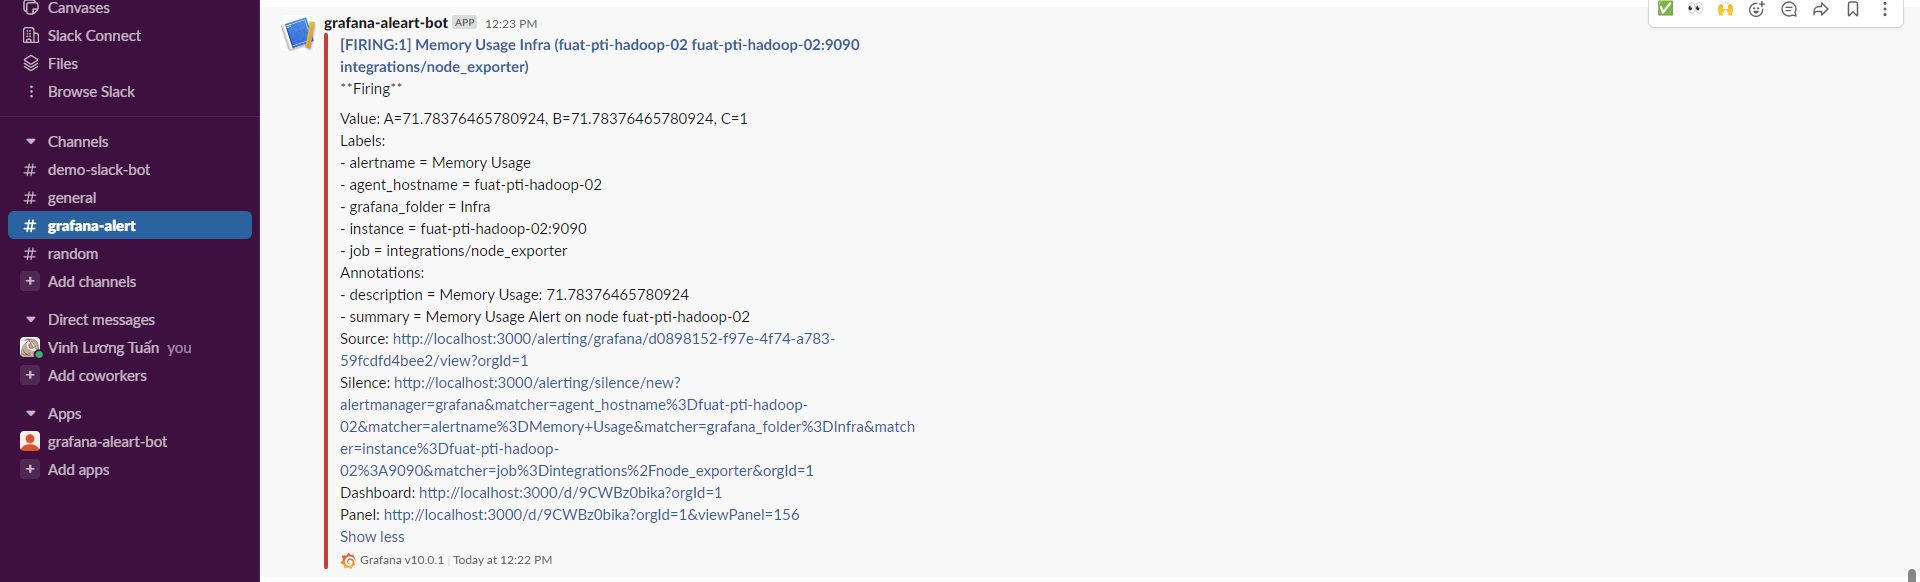 Canvases
Slack Connect
Files
Browse Slack
Channels
# demo-slack-bot
# general
# grafana-alert
# random
+ Add channels
Direct messages
Vinh Lương Tuấn you
+ Add coworkers
Apps
grafana-aleart-bot
+ Add apps
grafana-aleart-bot APP 12:23 PM
[FIRING:1] Memory Usage Infra (fuat-pti-hadoop-02 fuat-pti-hadoop-02:9090
integrations/node_exporter)
**Firing**
Value: A=71.78376465780924, B=71.78376465780924, C=1
Labels:
- alertname = Memory Usage
- agent_hostname = fuat-pti-hadoop-02
- grafana_folder = Infra
- instance = fuat-pti-hadoop-02:9090
- job = integrations/node_exporter
Annotations:
- description = Memory Usage: 71.78376465780924
- summary = Memory Usage Alert on node fuat-pti-hadoop-02
Source: http://localhost:3000/alerting/grafana/d0898152-f97e-4f74-a783-
59fcdfd4bee2/view?orgId=1
Silence: http://localhost:3000/alerting/silence/new?
alertmanager=grafana&matcher=agent_hostname%3Dfuat-pti-hadoop-
02&matcher=alertname%3DMemory+Usage&matcher=grafana_folder%3DInfra&match
er=instance%3Dfuat-pti-hadoop-
02%3A9090&matcher=job%3Dintegrations%2Fnode_exporter&orgId=1
Dashboard: http://localhost:3000/d/9CWBz0bika?orgId=1
Panel: http://localhost:3000/d/9CWBz0bika?orgId=1&viewPanel=156
Show less
Grafana v10.0.1 | Today at 12:22 PM